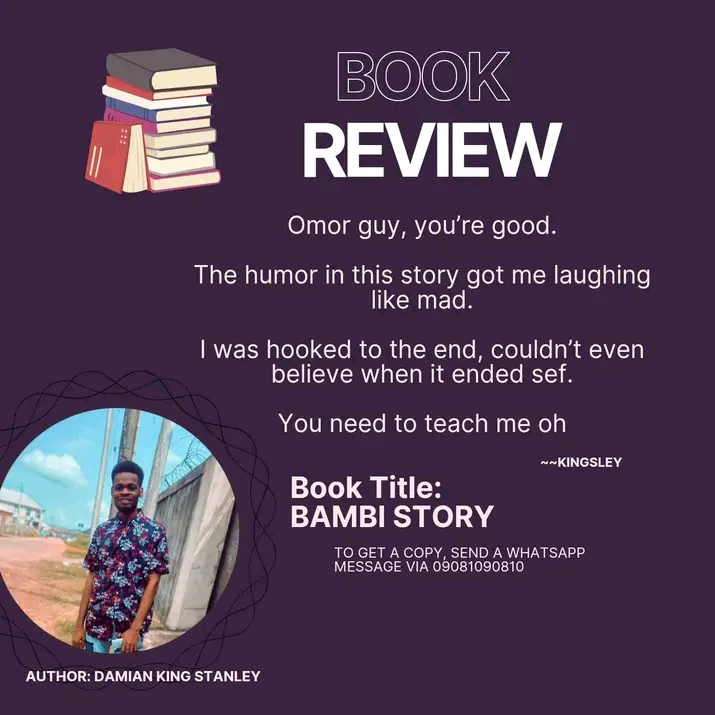 BOOK
REVIEW
Omor guy, you’re good.
The humor in this story got me laughing
like mad.
I was hooked to the end, couldn’t even
believe when it ended sef.
You need to teach me oh
~~KINGSLEY
Book Title:
BAMBI STORY
TO GET A COPY, SEND A WHATSAPP
MESSAGE VIA 09081090810
AUTHOR: DAMIAN KING STANLEY